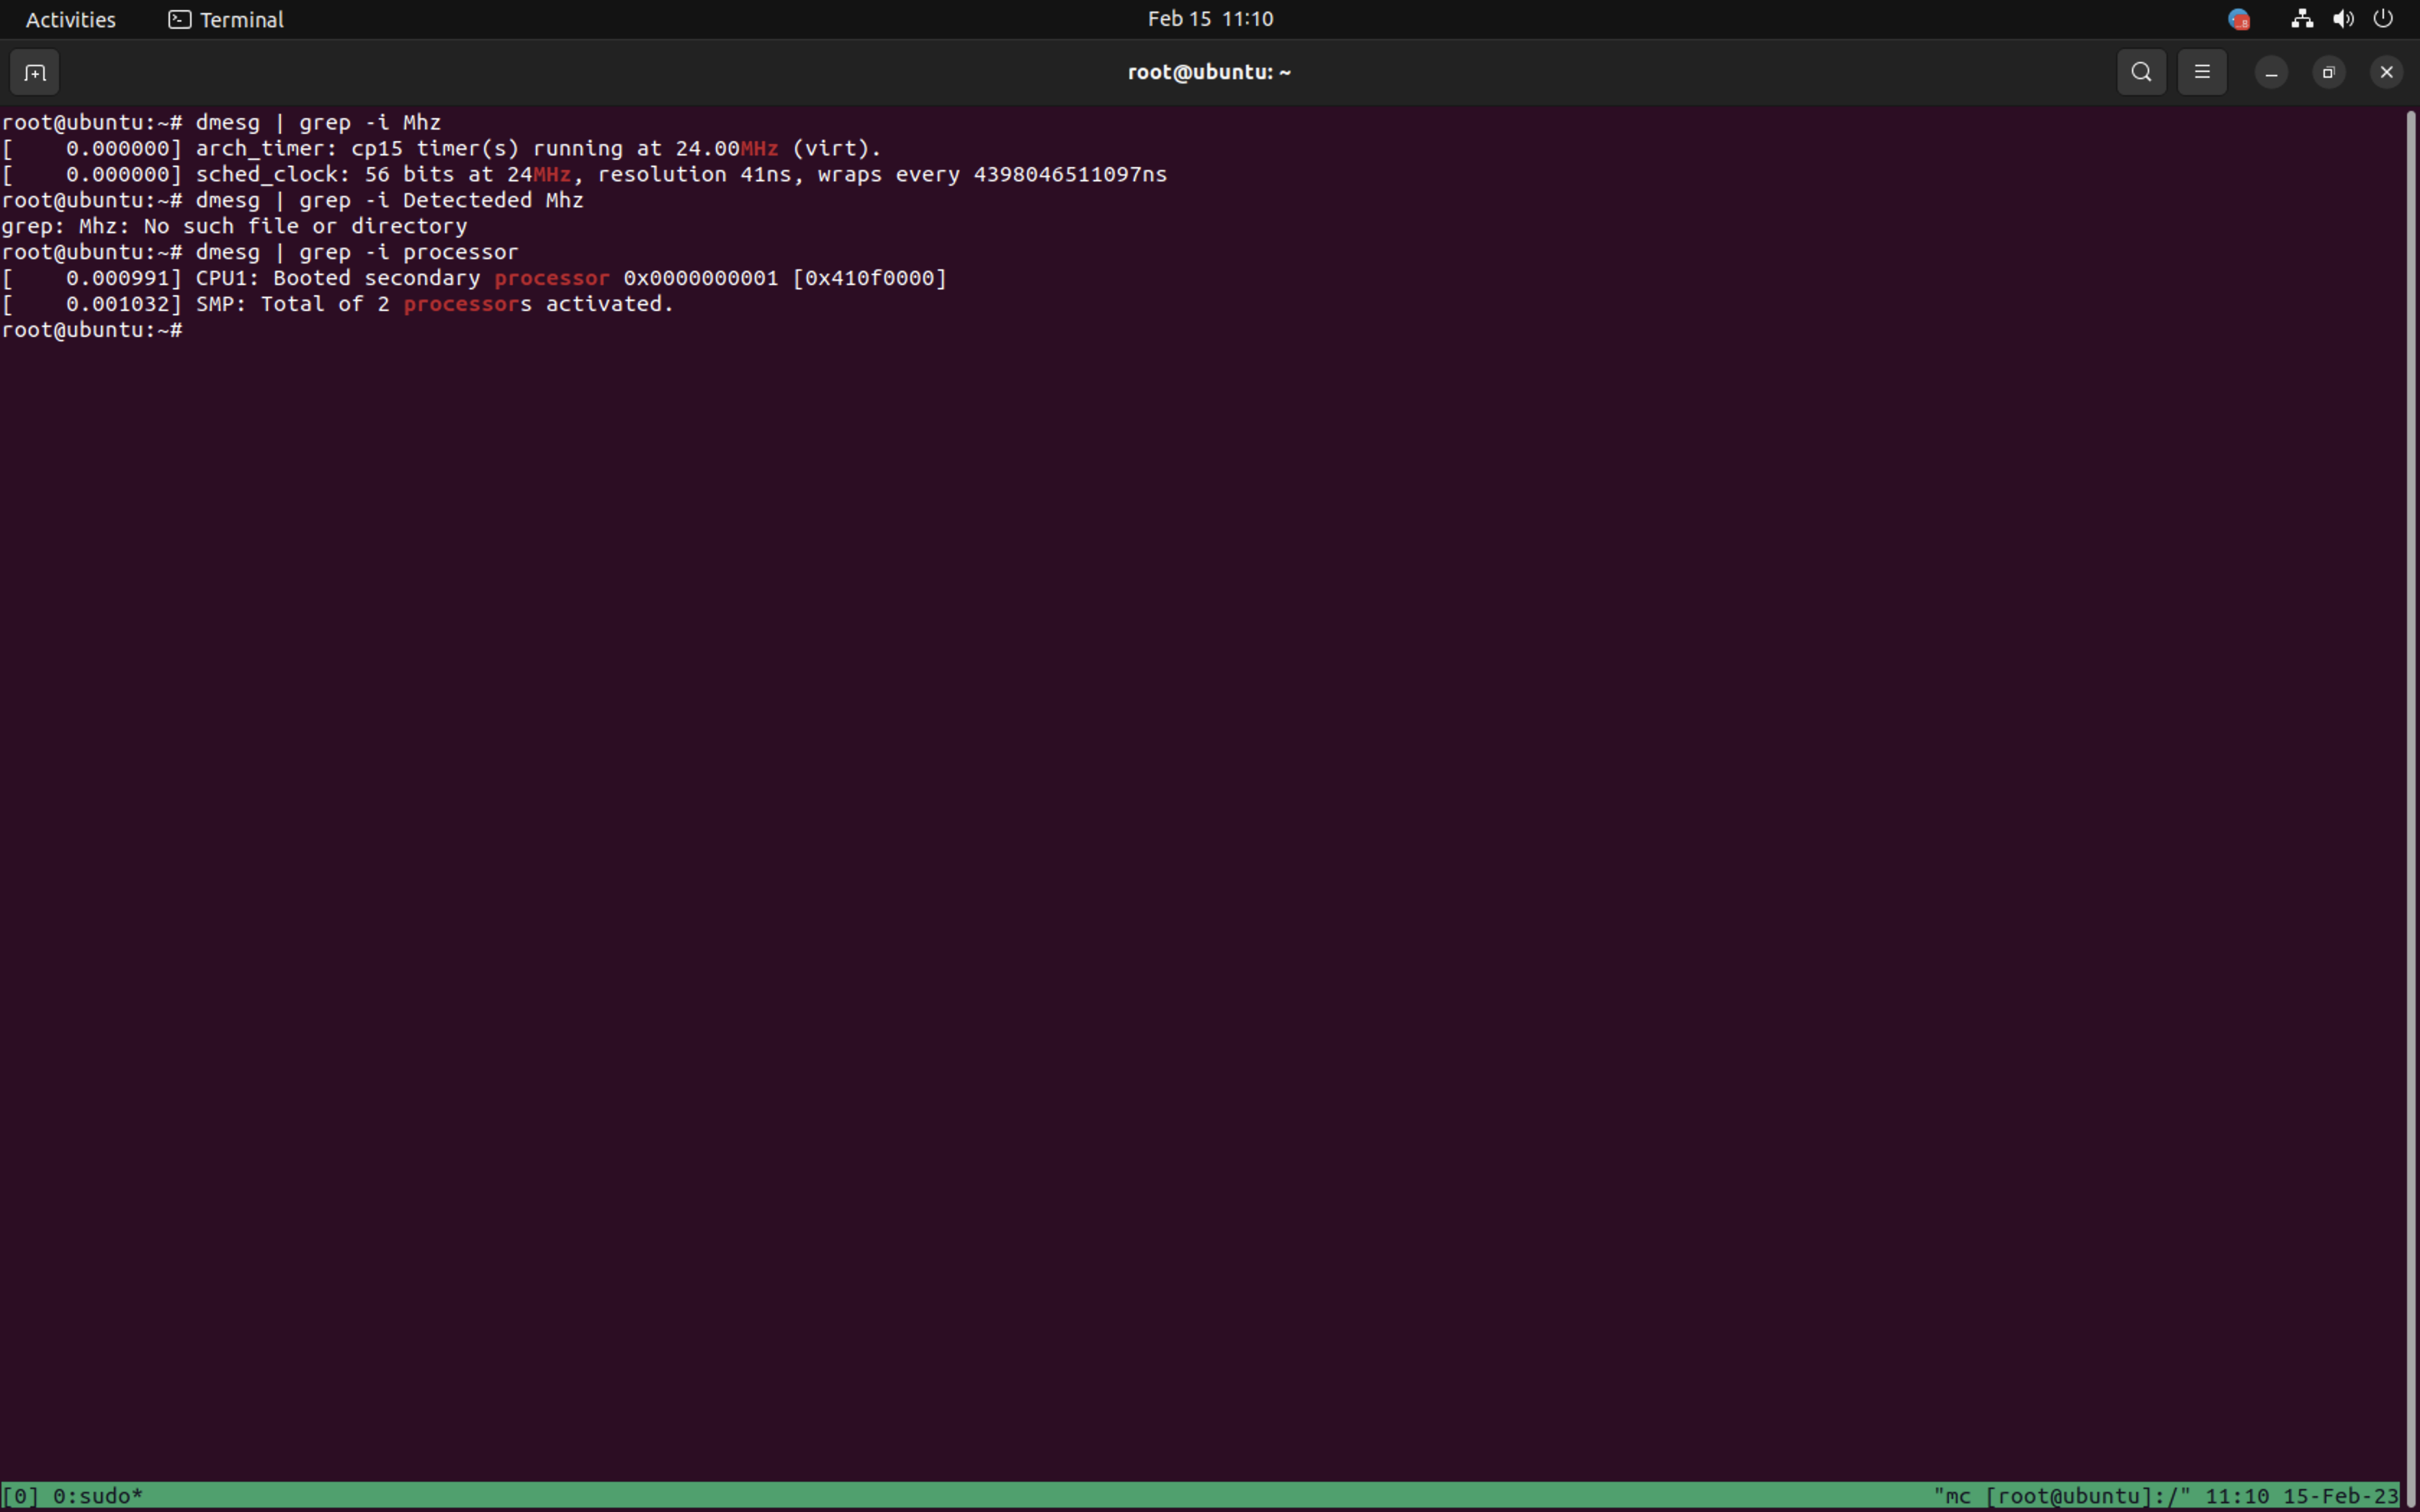 Activities Terminal Feb 15 11:10
root@ubuntu: ~
root@ubuntu:~# dmesg | grep -i Mhz
[    0.000000] arch_timer: cp15 timer(s) running at 24.00MHz (virt).
[    0.000000] sched_clock: 56 bits at 24MHz, resolution 41ns, wraps every 4398046511097ns
root@ubuntu:~# dmesg | grep -i Detecteded Mhz
grep: Mhz: No such file or directory
root@ubuntu:~# dmesg | grep -i processor
[    0.000991] CPU1: Booted secondary processor 0x0000000001 [0x410f0000]
[    0.001032] SMP: Total of 2 processors activated.
root@ubuntu:~#
[0] 0:sudo* "mc [root@ubuntu]:/" 11:10 15-Feb-23